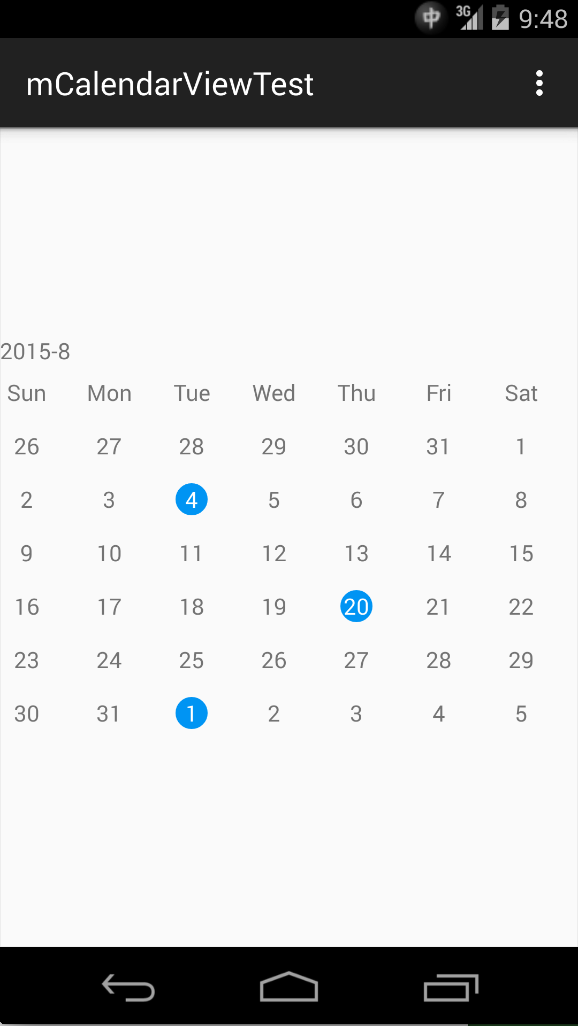 中 3G 9:48
mCalendarViewTest
2015-8
Sun Mon Tue Wed Thu Fri Sat
26 27 28 29 30 31 1
2 3 4 5 6 7 8
9 10 11 12 13 14 15
16 17 18 19 20 21 22
23 24 25 26 27 28 29
30 31 1 2 3 4 5